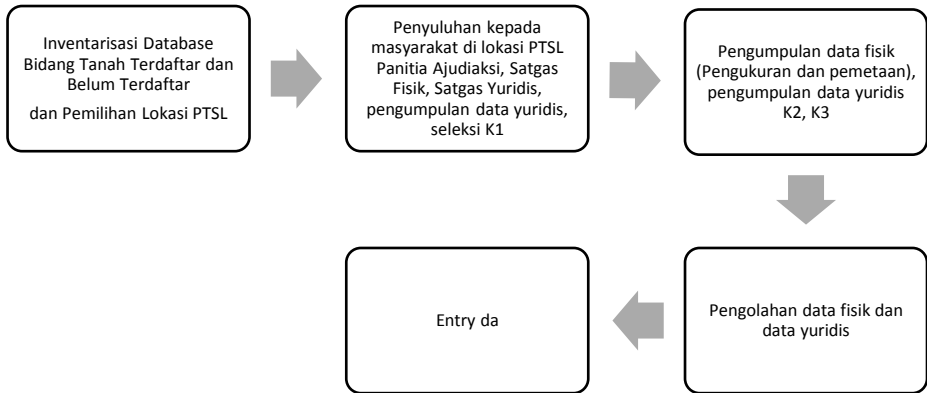 Inventarisasi Database
Bidang Tanah Terdaftar dan
Belum Terdaftar
dan Pemilihan Lokasi PTSL
Penyuluhan kepada
masyarakat di lokasi PTSL
Panitia Ajudiaksi, Satgas
Fisik, Satgas Yuridis,
pengumpulan data yuridis,
seleksi K1
Pengumpulan data fisik
(Pengukuran dan pemetaan),
pengumpulan data yuridis
K2, K3
Pengolahan data fisik dan
data yuridis
Entry da